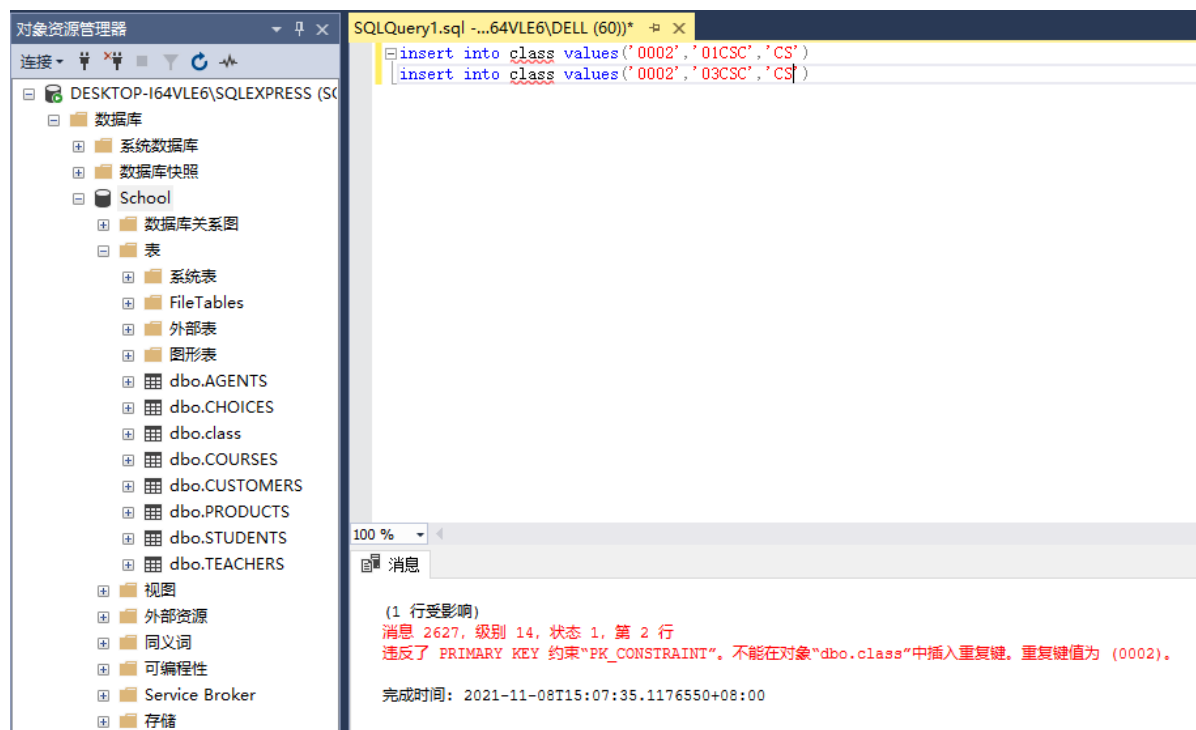 对象资源管理器
连接
DESKTOP-I64VLE6\SQLEXPRESS (SC
数据库
系统数据库
数据库快照
School
数据库关系图
表
系统表
FileTables
外部表
图形表
dbo.AGENTS
dbo.CHOICES
dbo.class
dbo.COURSES
dbo.CUSTOMERS
dbo.PRODUCTS
dbo.STUDENTS
dbo.TEACHERS
视图
外部资源
同义词
可编程性
Service Broker
存储
SQLQuery1.sql -...64VLE6\DELL (60))*
insert into class values('0002','01CSC','CS')
insert into class values('0002','03CSC','CS')
100 %
消息
(1 行受影响)
消息 2627，级别 14，状态 1，第 2 行
违反了 PRIMARY KEY 约束“PK_CONSTRAINT”。不能在对象“dbo.class”中插入重复键。重复键值为 (0002)。
完成时间: 2021-11-08T15:07:35.1176550+08:00